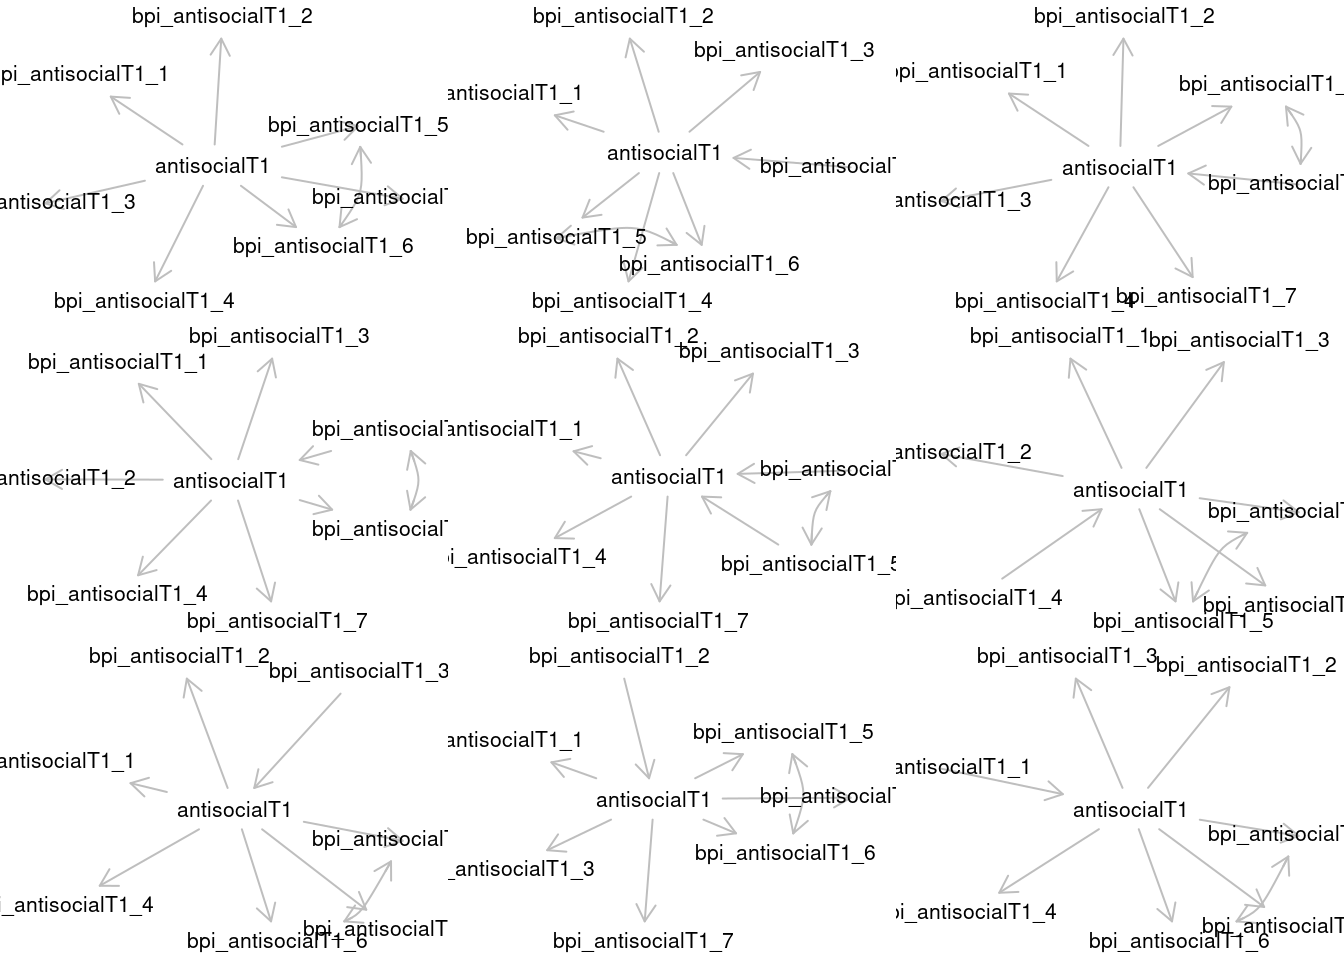 bpi_antisocialT1_2
pi_antisocialT1_1
bpi_antisocialT1_5
antisocialT1
bpi_antisocialT
antisocialT1_3
bpi_antisocialT1_6
bpi_antisocialT1_4
bpi_antisocialT1_2
bpi_antisocialT1_3
antisocialT1_1
antisocialT1
bpi_antisocialT
bpi_antisocialT1_5
bpi_antisocialT1_6
bpi_antisocialT1_4
bpi_antisocialT1_2
bpi_antisocialT1_1
bpi_antisocialT1_
antisocialT1
bpi_antisocialT
antisocialT1_3
bpi_antisocialT1_4
bpi_antisocialT1_7
bpi_antisocialT1_3
bpi_antisocialT1_1
bpi_antisocialT
antisocialT1_2
antisocialT1
bpi_antisocialT
bpi_antisocialT1_4
bpi_antisocialT1_7
bpi_antisocialT1_2
bpi_antisocialT1_3
antisocialT1_1
antisocialT1
bpi_antisocialT
i_antisocialT1_4
bpi_antisocialT1_5
bpi_antisocialT1_7
bpi_antisocialT1_1
bpi_antisocialT1_3
antisocialT1_2
antisocialT1
bpi_antisocialT
pi_antisocialT1_4
bpi_antisocialT
bpi_antisocialT1_5
bpi_antisocialT1_2
bpi_antisocialT1_3
antisocialT1_1
antisocialT1
bpi_antisocialT
i_antisocialT1_4
bpi_antisocialT
bpi_antisocialT1_6
bpi_antisocialT1_2
bpi_antisocialT1_5
antisocialT1_1
antisocialT1
bpi_antisocialT
bpi_antisocialT1_6
_antisocialT1_3
bpi_antisocialT1_7
bpi_antisocialT1_3
bpi_antisocialT1_2
antisocialT1_1
antisocialT1
bpi_antisocialT
pi_antisocialT1_4
bpi_antisocialT
bpi_antisocialT1_6